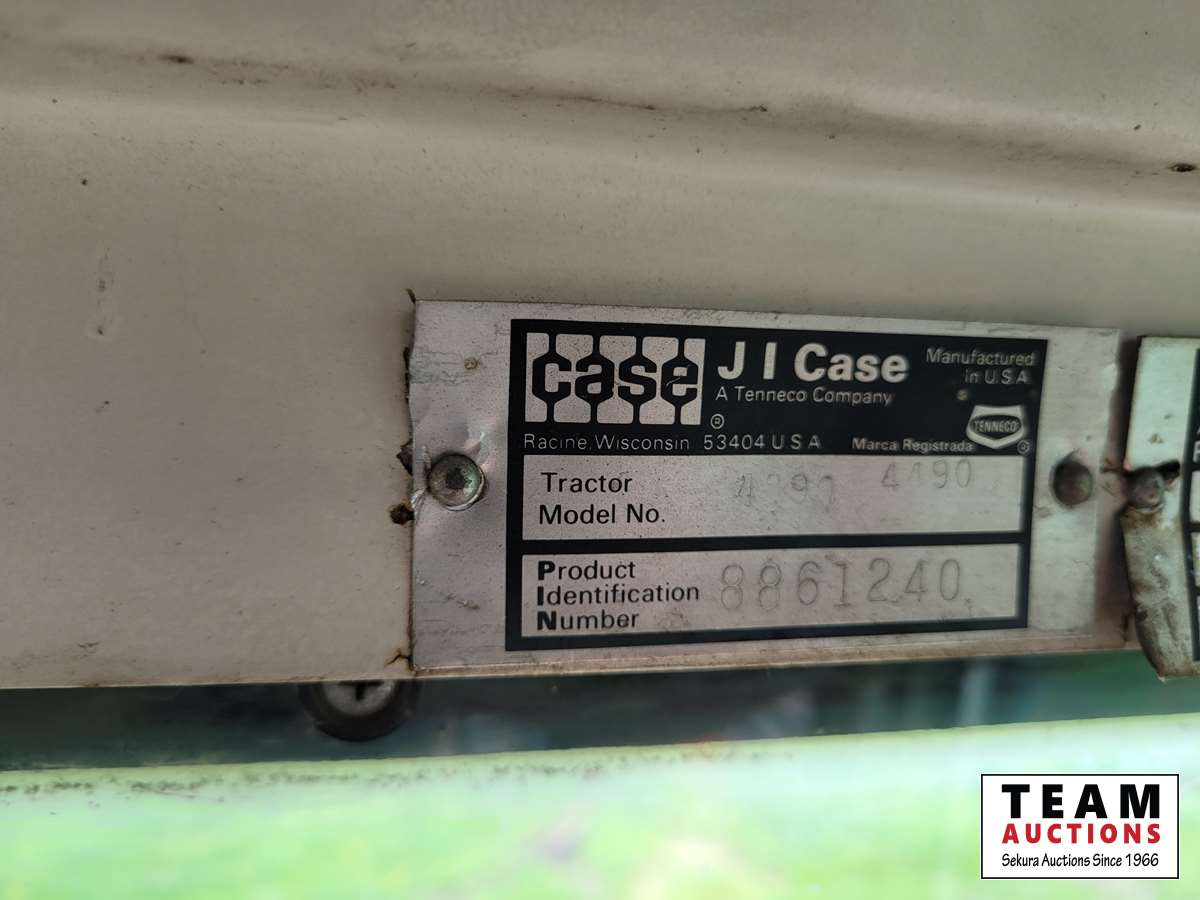 case
J I Case
Manufactured
in U.S.A
A Tenneco Company
®
TENNECO
®
Racine, Wisconsin 53404 U S A
Marca Registrada
Tractor
Model No.
4490
Product
Identification
Number
8861240
TEAM
AUCTIONS
Sekura Auctions Since 1966